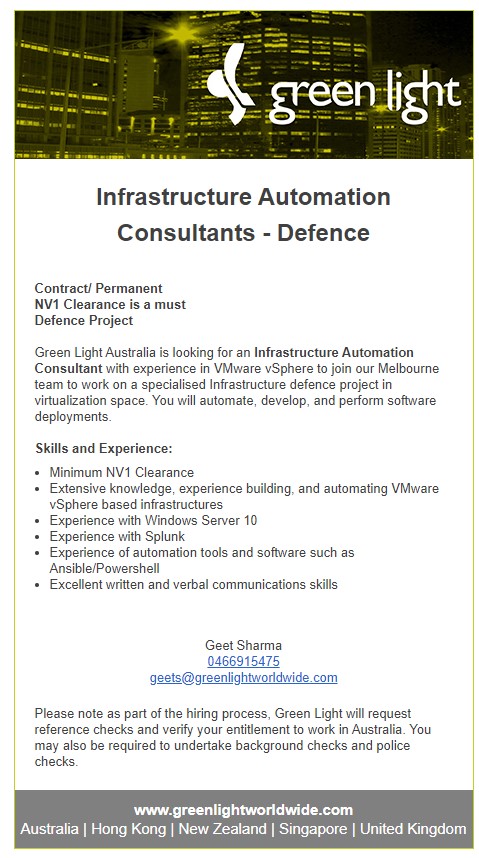 green light
Infrastructure Automation
Consultants - Defence
Contract/ Permanent
NV1 Clearance is a must
Defence Project
Green Light Australia is looking for an Infrastructure Automation
Consultant with experience in VMware vSphere to join our Melbourne
team to work on a specialised Infrastructure defence project in
virtualization space. You will automate, develop, and perform software
deployments.
Skills and Experience:
• Minimum NV1 Clearance
• Extensive knowledge, experience building, and automating VMware
vSphere based infrastructures
• Experience with Windows Server 10
• Experience with Splunk
• Experience of automation tools and software such as
Ansible/Powershell
• Excellent written and verbal communications skills
Geet Sharma
0466915475
geets@greenlightworldwide.com
Please note as part of the hiring process, Green Light will request
reference checks and verify your entitlement to work in Australia. You
may also be required to undertake background checks and police
checks.
www.greenlightworldwide.com
Australia | Hong Kong | New Zealand | Singapore | United Kingdom